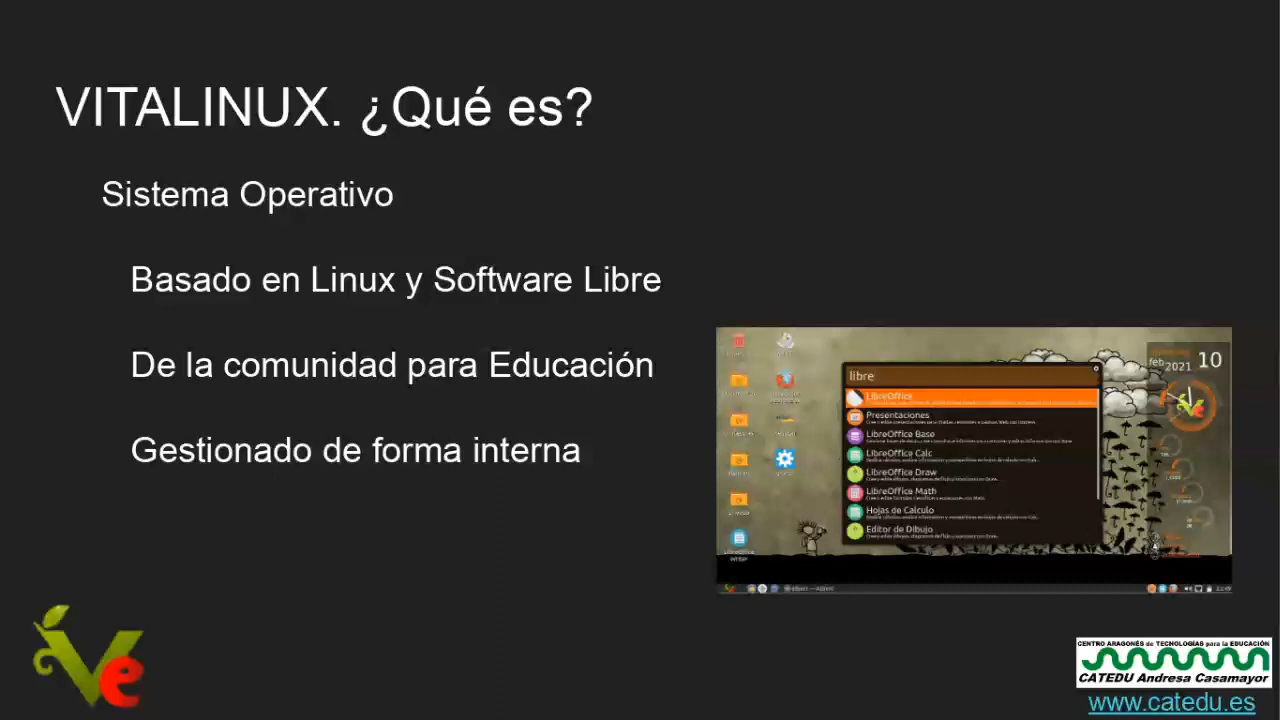 VITALINUX. ¿Qué es?
Sistema Operativo
Basado en Linux y Software Libre
De la comunidad para Educación
Gestionado de forma interna
libre
LibreOffice
Presentaciones
LibreOffice Base
LibreOffice Calc
LibreOffice Draw
LibreOffice Math
Hojas de Calculo
Editor de Dibujo
feb 2021 10
Ve
CENTRO ARAGONÉS de TECNOLOGÍAS para la EDUCACIÓN
CATEDU Andresa Casamayor
www.catedu.es